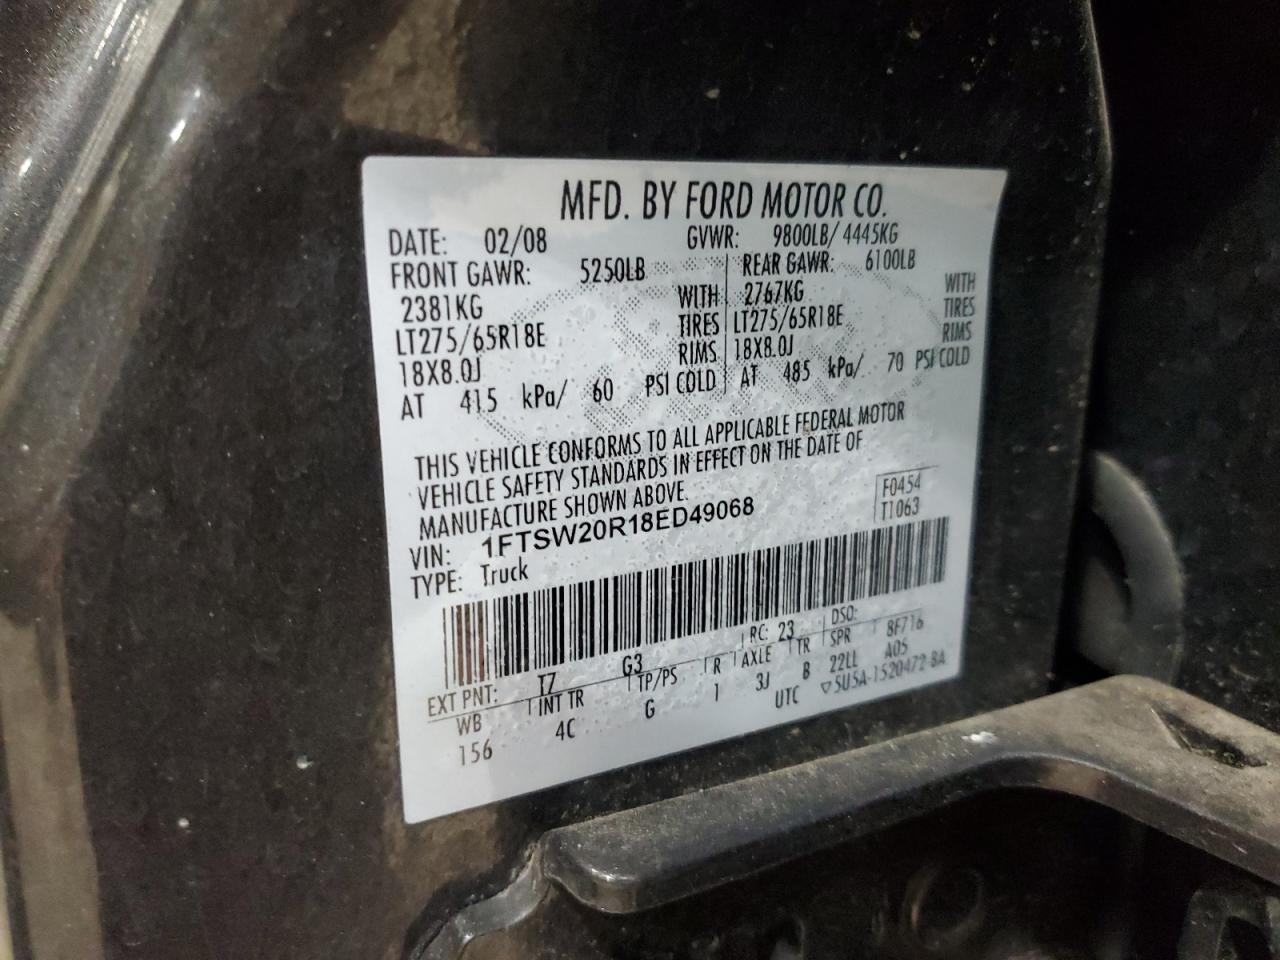 MFD. BY FORD MOTOR CO.
DATE: 02/08 GVWR: 9800LB/ 4445KG
FRONT GAWR: 5250LB REAR GAWR: 6100LB
2381KG WITH 2767KG WITH
LT275/65R18E TIRES LT275/65R18E TIRES
18X8.0J RIMS 18X8.0J RIMS
AT 415 kPa/ 60 PSI COLD AT 485 kPa/ 70 PSI COLD
THIS VEHICLE CONFORMS TO ALL APPLICABLE FEDERAL MOTOR
VEHICLE SAFETY STANDARDS IN EFFECT ON THE DATE OF
MANUFACTURE SHOWN ABOVE.
VIN: 1FTSW20R18ED49068 F0454
TYPE: Truck T1063
EXT PNT: TZ G3 RC: 23 DSO:
WB INT TR TP/PS R AXLE TR SPR 8F716
156 4C G 1 3J B 22LL A05
UTC ▽5U5A-1520472-BA